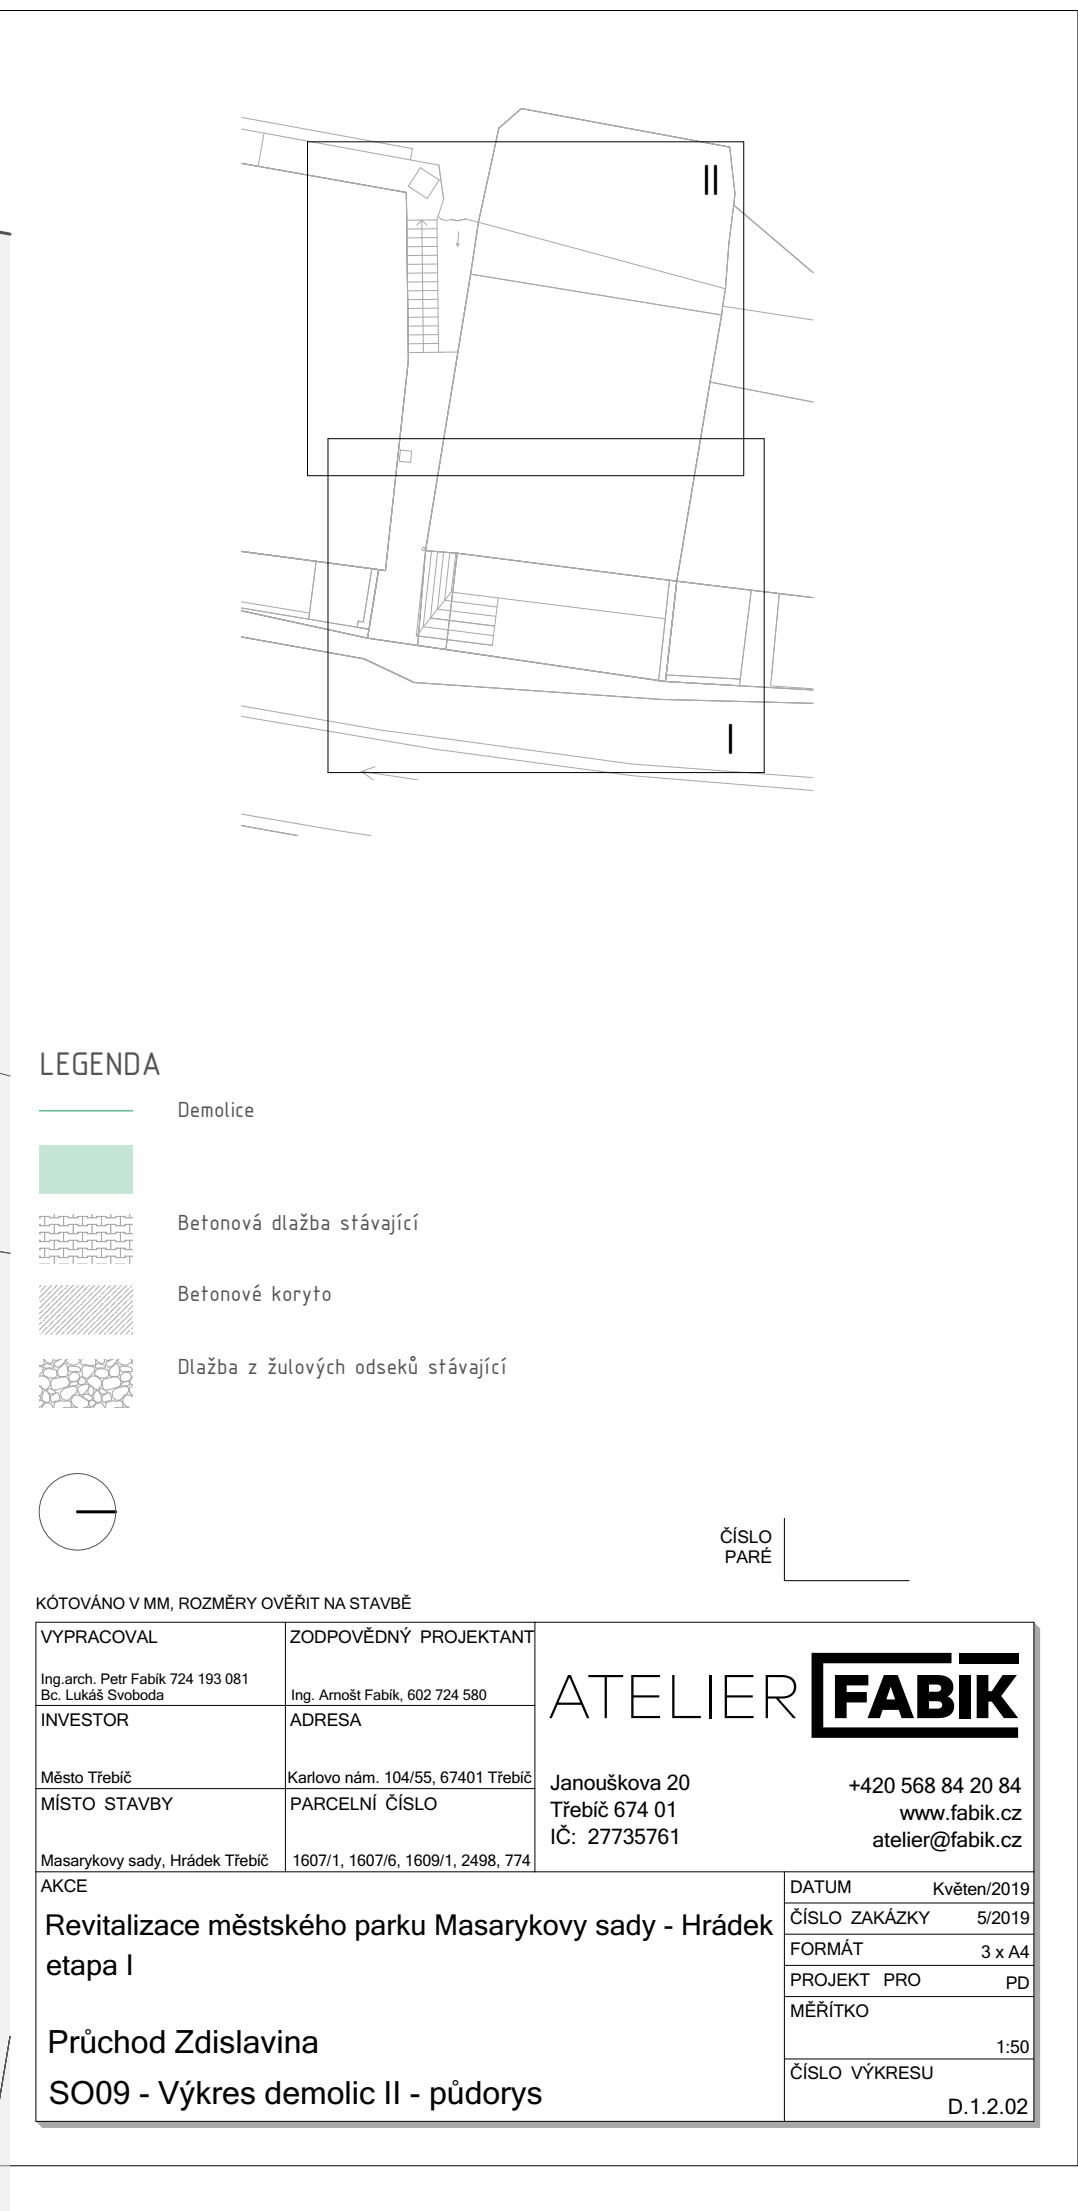 II
I
LEGENDA
Demolice
Betonová dlažba stávající
Betonové koryto
Dlažba z žulových odseků stávající
ČÍSLO
PARÉ
KÓTOVÁNO V MM, ROZMĚRY OVĚŘIT NA STAVBĚ
VYPRACOVAL
Ing.arch. Petr Fabík 724 193 081
Bc. Lukáš Svoboda
ZODPOVĚDNÝ PROJEKTANT
Ing. Arnošt Fabík, 602 724 580
INVESTOR
Město Třebíč
ADRESA
Karlovo nám. 104/55, 67401 Třebíč
MÍSTO STAVBY
Masarykovy sady, Hrádek Třebíč
PARCELNÍ ČÍSLO
1607/1, 1607/6, 1609/1, 2498, 774
ATELIER FABÍK
Janouškova 20
Třebíč 674 01
IČ: 27735761
+420 568 84 20 84
www.fabik.cz
atelier@fabik.cz
AKCE
Revitalizace městského parku Masarykovy sady - Hrádek
etapa I
Průchod Zdislavina
SO09 - Výkres demolic II - půdorys
DATUM Květen/2019
ČÍSLO ZAKÁZKY 5/2019
FORMÁT 3 x A4
PROJEKT PRO PD
MĚŘÍTKO
1:50
ČÍSLO VÝKRESU
D.1.2.02